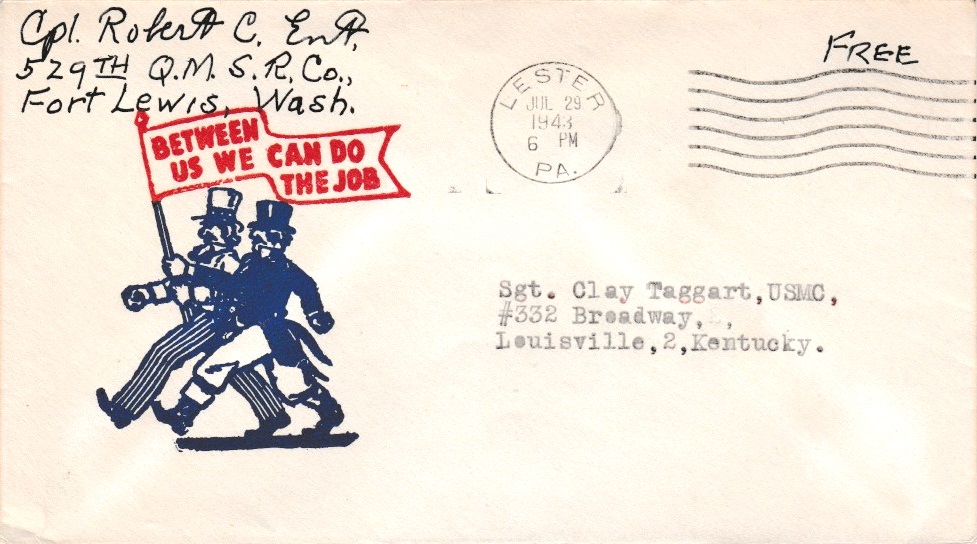 Cpl. Robert C. Ent,
529TH Q.M. S. R. Co.,
Fort Lewis, Wash.
FREE
LESTER
JUL 29
1943
6 PM
PA.
BETWEEN
US WE CAN DO
THE JOB
Sgt. Clay Taggart,USMC,
#332 Broadway,
Louisville,2,Kentucky.